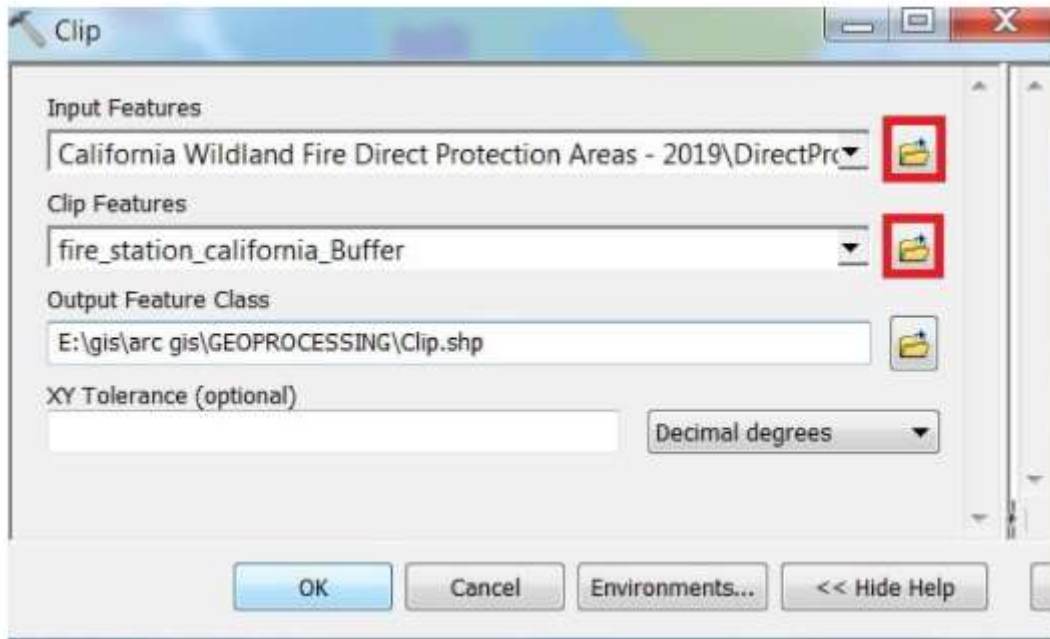 Clip
Input Features
California Wildland Fire Direct Protection Areas - 2019\DirectPro
Clip Features
fire_station_california_Buffer
Output Feature Class
E:\gis\arc gis\GEOPROCESSING\Clip.shp
XY Tolerance (optional)
Decimal degrees
OK Cancel Environments... << Hide Help